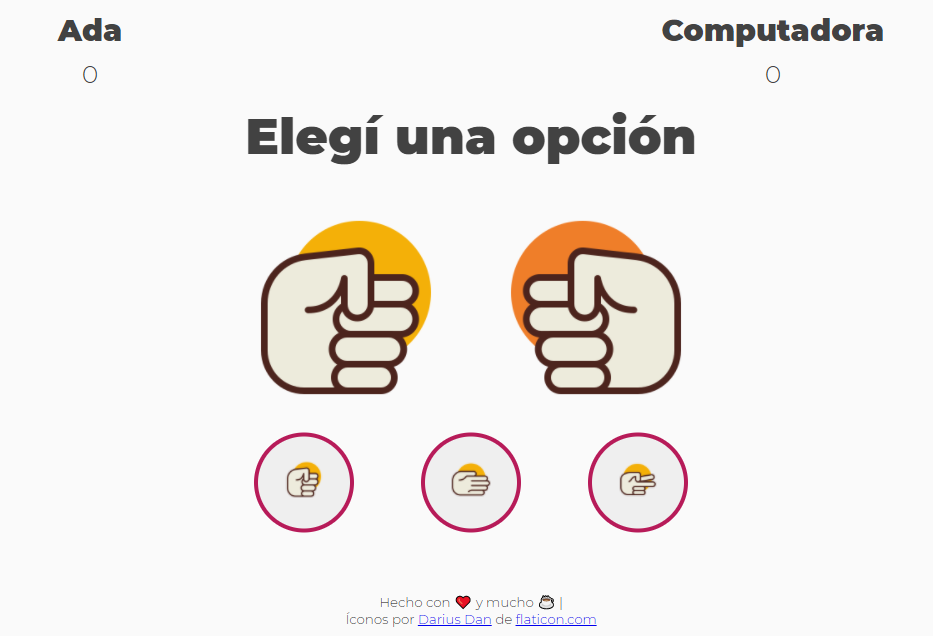 Ada
Computadora
0
0
Elegí una opción
Hecho con ❤️ y mucho ☕ |
Íconos por Darius Dan de flaticon.com